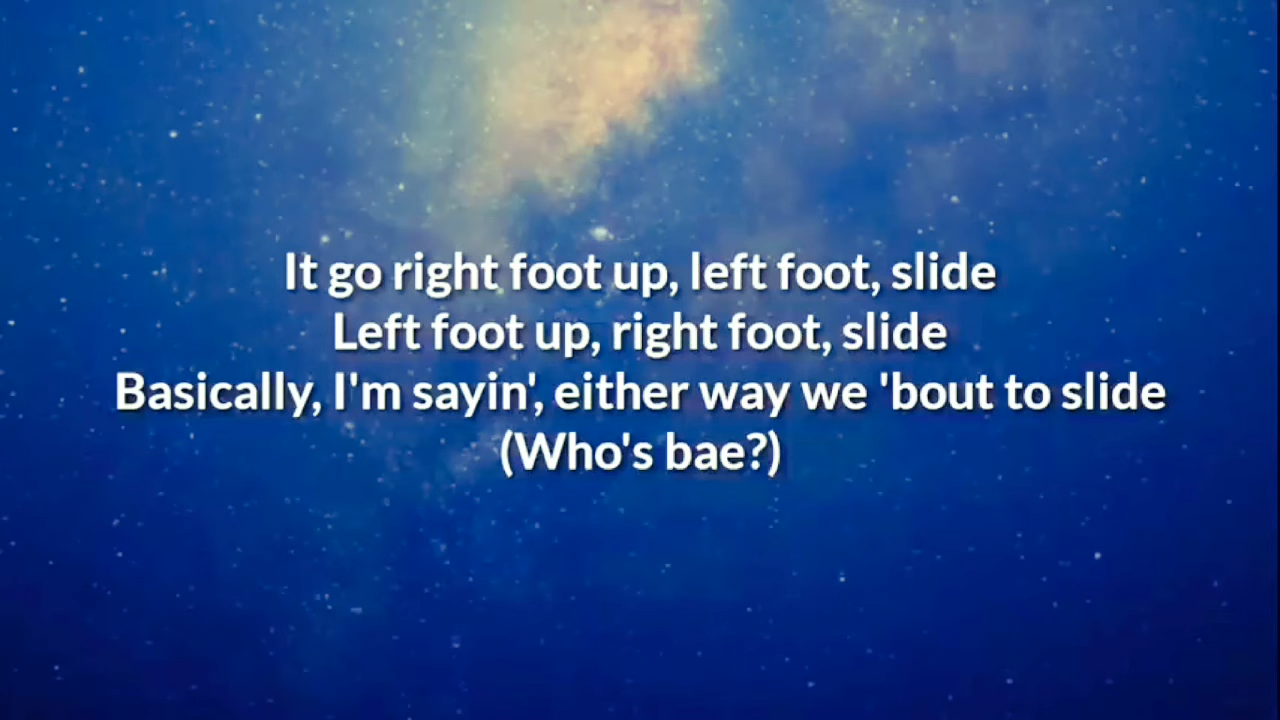 It go right foot up, left foot, slide
Left foot up, right foot, slide
Basically, I'm sayin', either way we 'bout to slide
(Who's bae?)